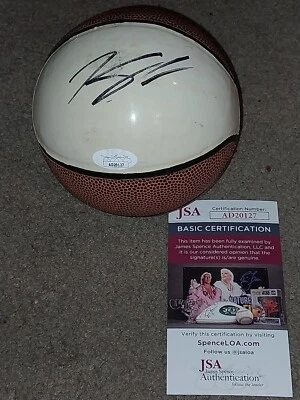 AD20127
JSA
Certification Number:
AD20127
BASIC CERTIFICATION
This item has been fully examined by
James Spence Authentication, LLC and
it is our considered opinion that the
signature(s) is/are genuine.
Verify this certification by visiting
SpenceLOA.com
Follow us @jsaloa
JSA
James Spence
Authentication